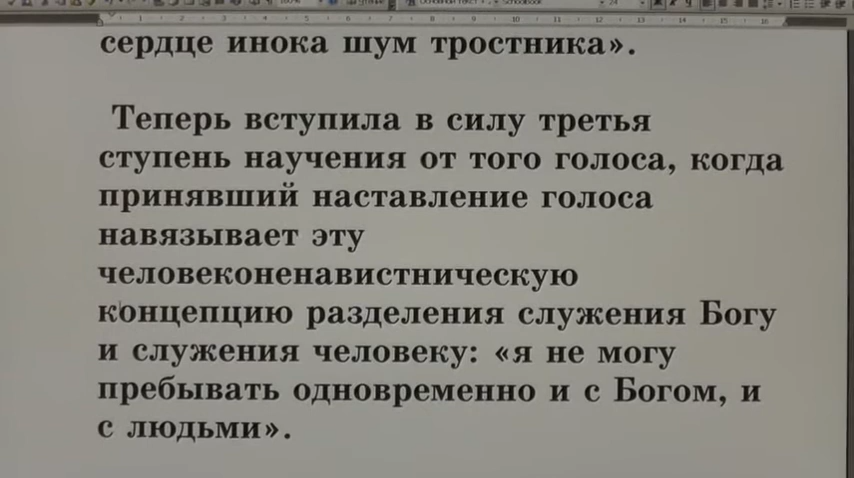 сердце инока шум тростника».
Теперь вступила в силу третья
ступень научения от того голоса, когда
принявший наставление голоса
навязывает эту
человеконенавистническую
концепцию разделения служения Богу
и служения человеку: «я не могу
пребывать одновременно и с Богом, и
с людьми».